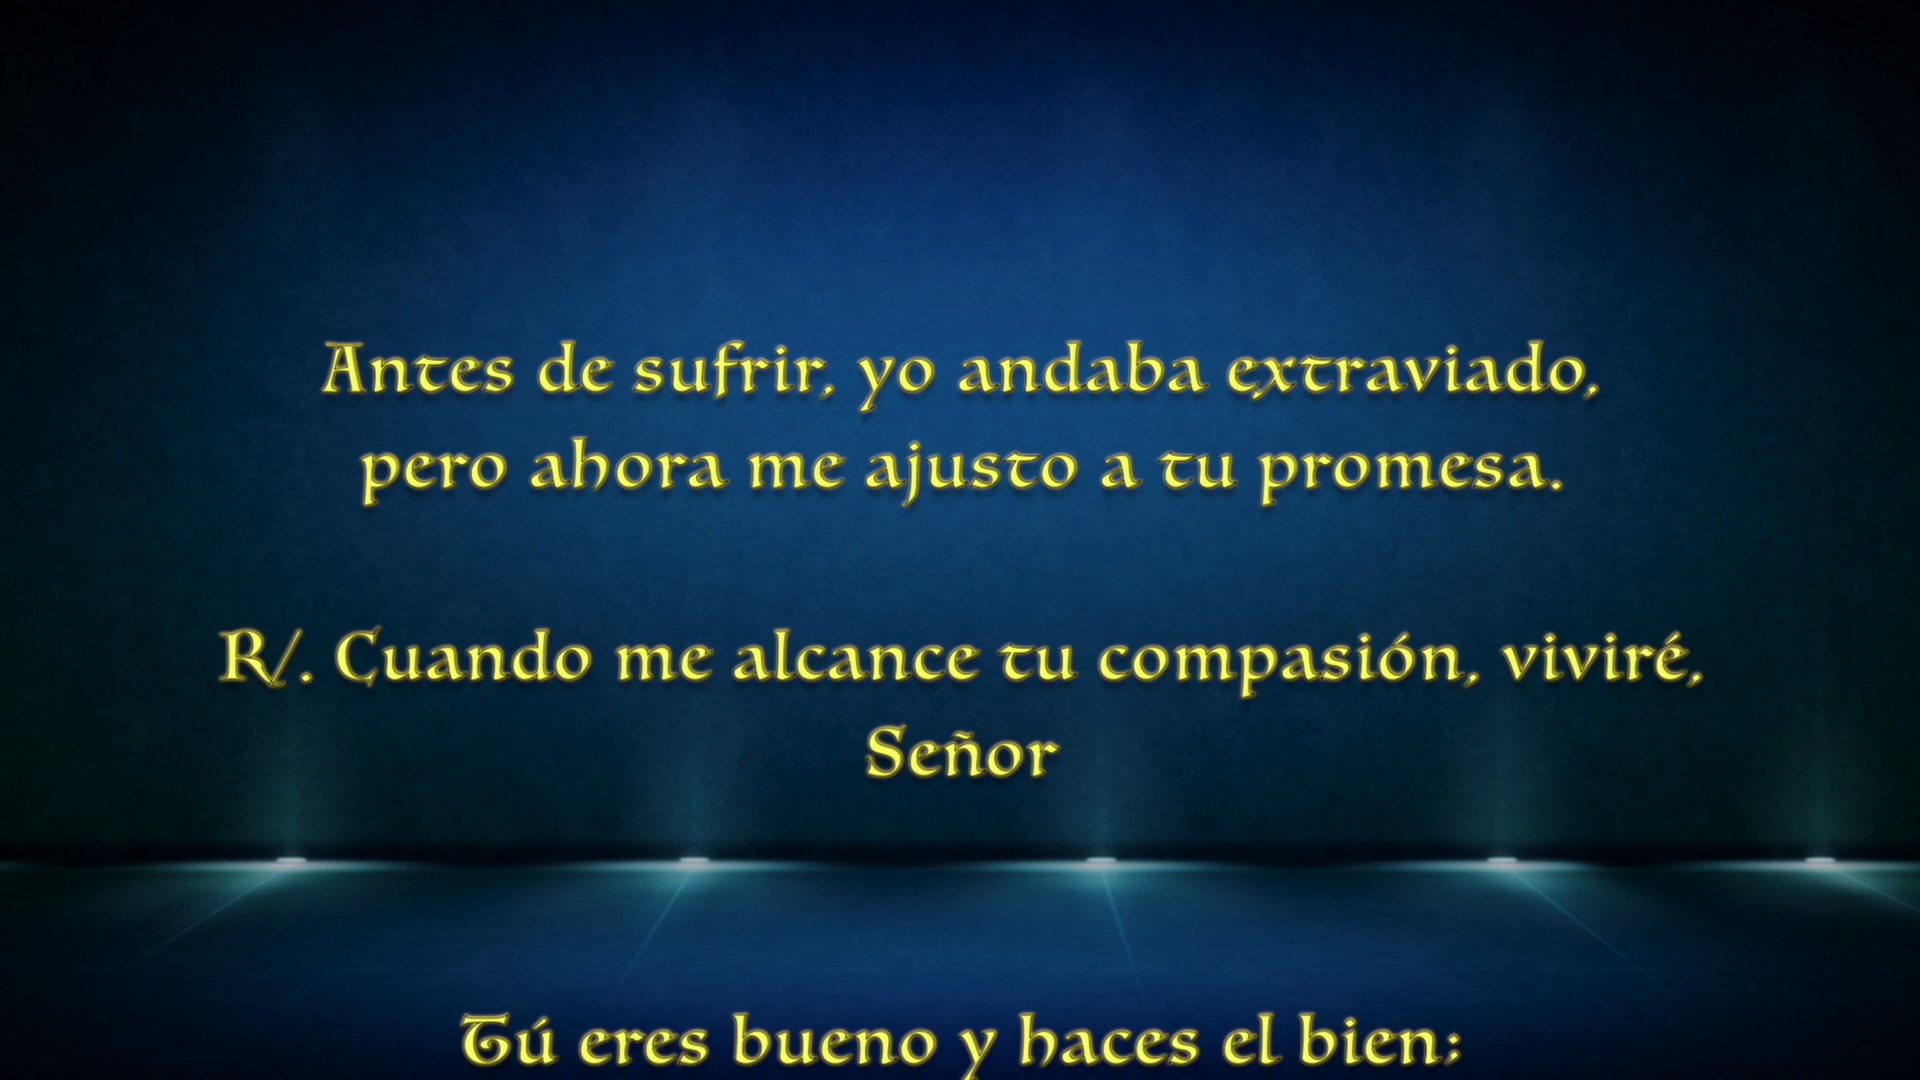 Antes de sufrir, yo andaba extraviado,
pero ahora me ajusto a tu promesa.
R/. Cuando me alcance tu compasión, viviré,
Señor
Tú eres bueno y haces el bien;